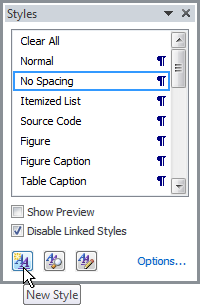 Styles
Clear All
Normal ¶
No Spacing ¶
Itemized List ¶
Source Code ¶
Figure ¶
Figure Caption ¶
Table Caption ¶
Show Preview
Disable Linked Styles
Options...
New Style